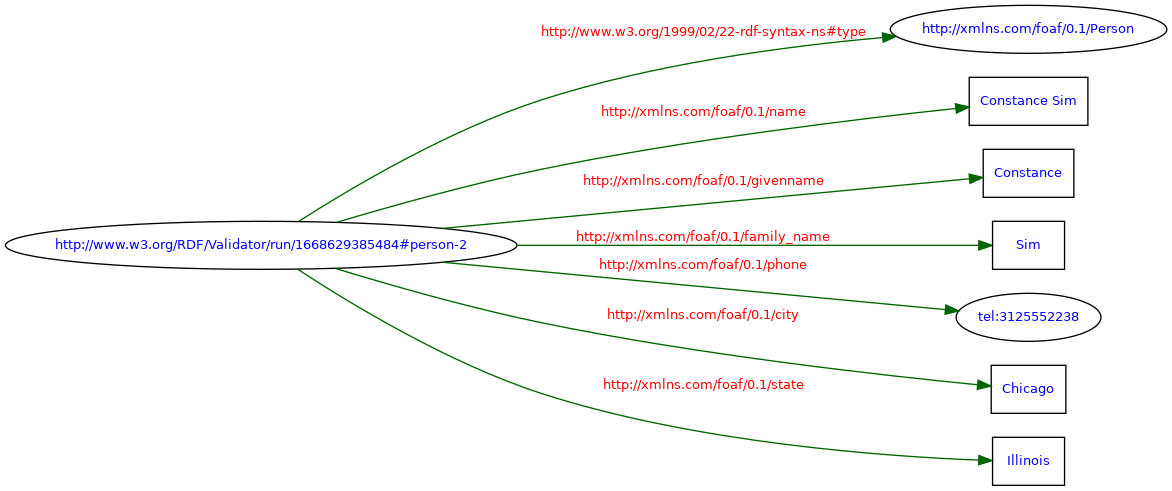 http://www.w3.org/1999/02/22-rdf-syntax-ns#type
http://xmlns.com/foaf/0.1/Person
http://xmlns.com/foaf/0.1/name
Constance Sim
http://xmlns.com/foaf/0.1/givenname
Constance
http://www.w3.org/RDF/Validator/run/1668629385484#person-2
http://xmlns.com/foaf/0.1/family_name
Sim
http://xmlns.com/foaf/0.1/phone
tel:3125552238
http://xmlns.com/foaf/0.1/city
Chicago
http://xmlns.com/foaf/0.1/state
Illinois